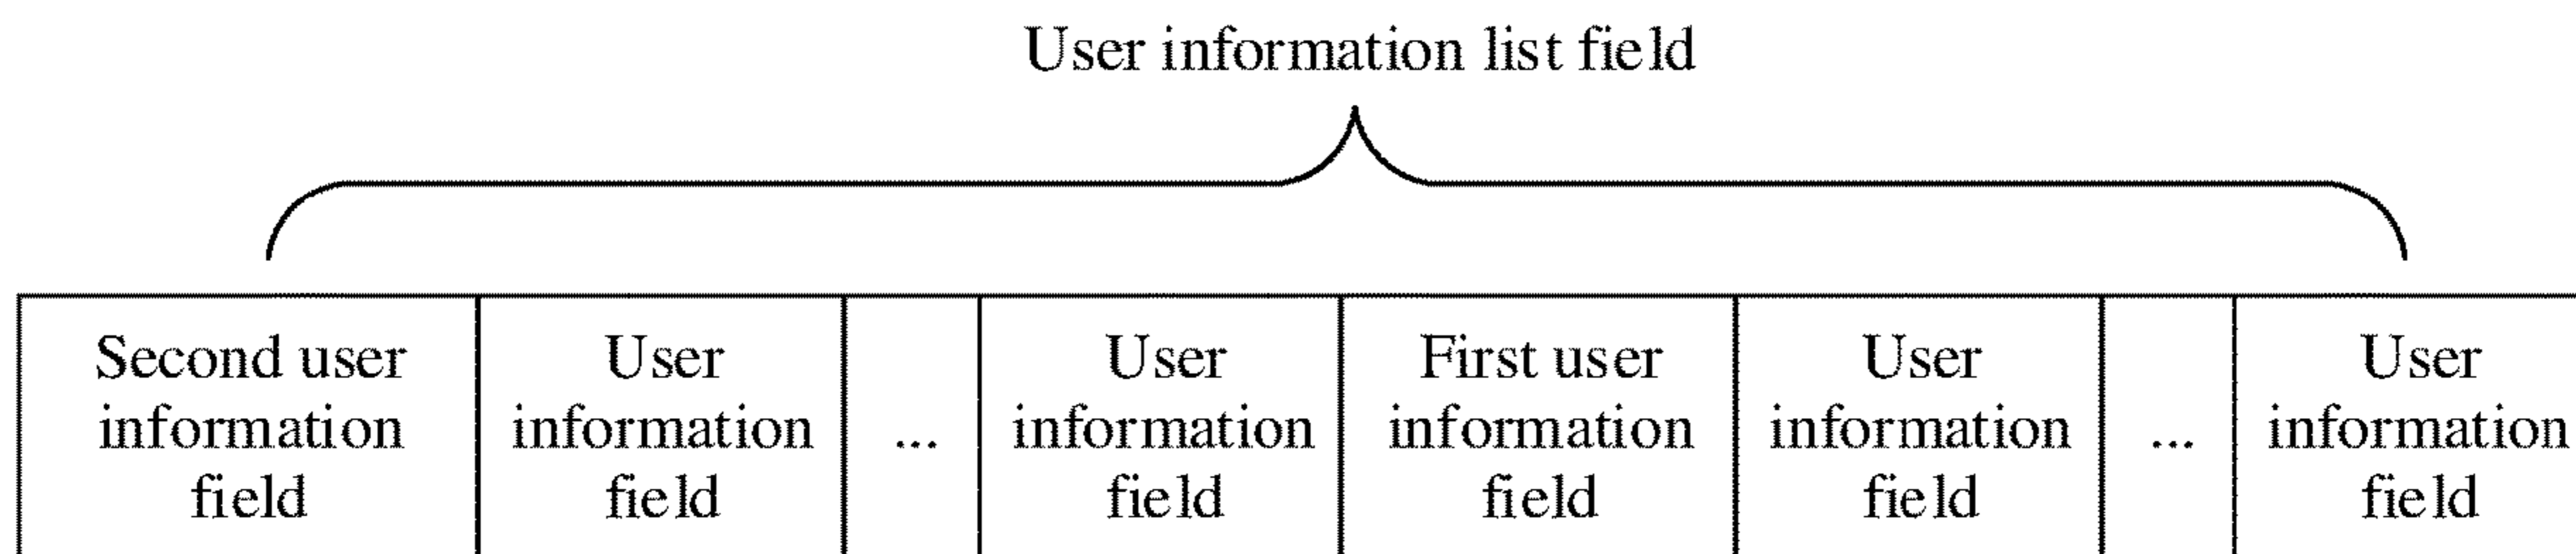 User information list field
Second user
information
field
User
information
field
...
User
information
field
First user
information
field
User
information
field
...
User
information
field